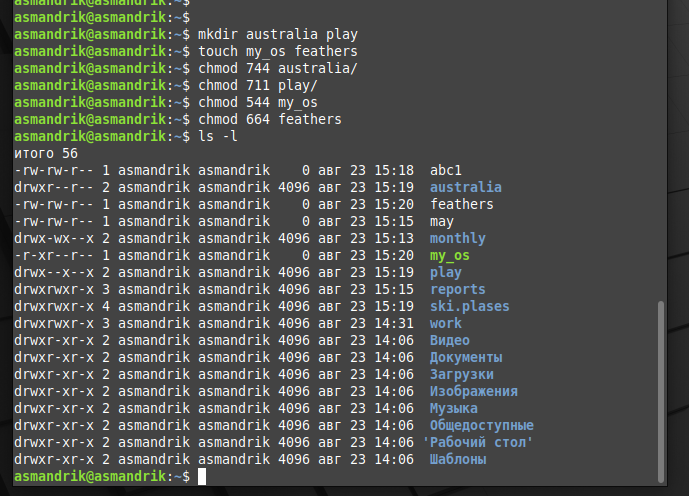 asmandrik@asmandrik:~$
asmandrik@asmandrik:~$
asmandrik@asmandrik:~$ mkdir australia play
asmandrik@asmandrik:~$ touch my_os feathers
asmandrik@asmandrik:~$ chmod 744 australia/
asmandrik@asmandrik:~$ chmod 711 play/
asmandrik@asmandrik:~$ chmod 544 my_os
asmandrik@asmandrik:~$ chmod 664 feathers
asmandrik@asmandrik:~$ ls -l
итого 56
-rw-rw-r-- 1 asmandrik asmandrik    0 авг 23 15:18  abc1
drwxr--r-- 2 asmandrik asmandrik 4096 авг 23 15:19  australia
-rw-rw-r-- 1 asmandrik asmandrik    0 авг 23 15:20  feathers
-rw-rw-r-- 1 asmandrik asmandrik    0 авг 23 15:15  may
drwx-wx--x 2 asmandrik asmandrik 4096 авг 23 15:13  monthly
-r-xr--r-- 1 asmandrik asmandrik    0 авг 23 15:20  my_os
drwx--x--x 2 asmandrik asmandrik 4096 авг 23 15:19  play
drwxrwxr-x 3 asmandrik asmandrik 4096 авг 23 15:15  reports
drwxrwxr-x 4 asmandrik asmandrik 4096 авг 23 15:19  ski.plases
drwxrwxr-x 3 asmandrik asmandrik 4096 авг 23 14:31  work
drwxr-xr-x 2 asmandrik asmandrik 4096 авг 23 14:06  Видео
drwxr-xr-x 2 asmandrik asmandrik 4096 авг 23 14:06  Документы
drwxr-xr-x 2 asmandrik asmandrik 4096 авг 23 14:06  Загрузки
drwxr-xr-x 2 asmandrik asmandrik 4096 авг 23 14:06  Изображения
drwxr-xr-x 2 asmandrik asmandrik 4096 авг 23 14:06  Музыка
drwxr-xr-x 2 asmandrik asmandrik 4096 авг 23 14:06  Общедоступные
drwxr-xr-x 2 asmandrik asmandrik 4096 авг 23 14:06 'Рабочий стол'
drwxr-xr-x 2 asmandrik asmandrik 4096 авг 23 14:06  Шаблоны
asmandrik@asmandrik:~$